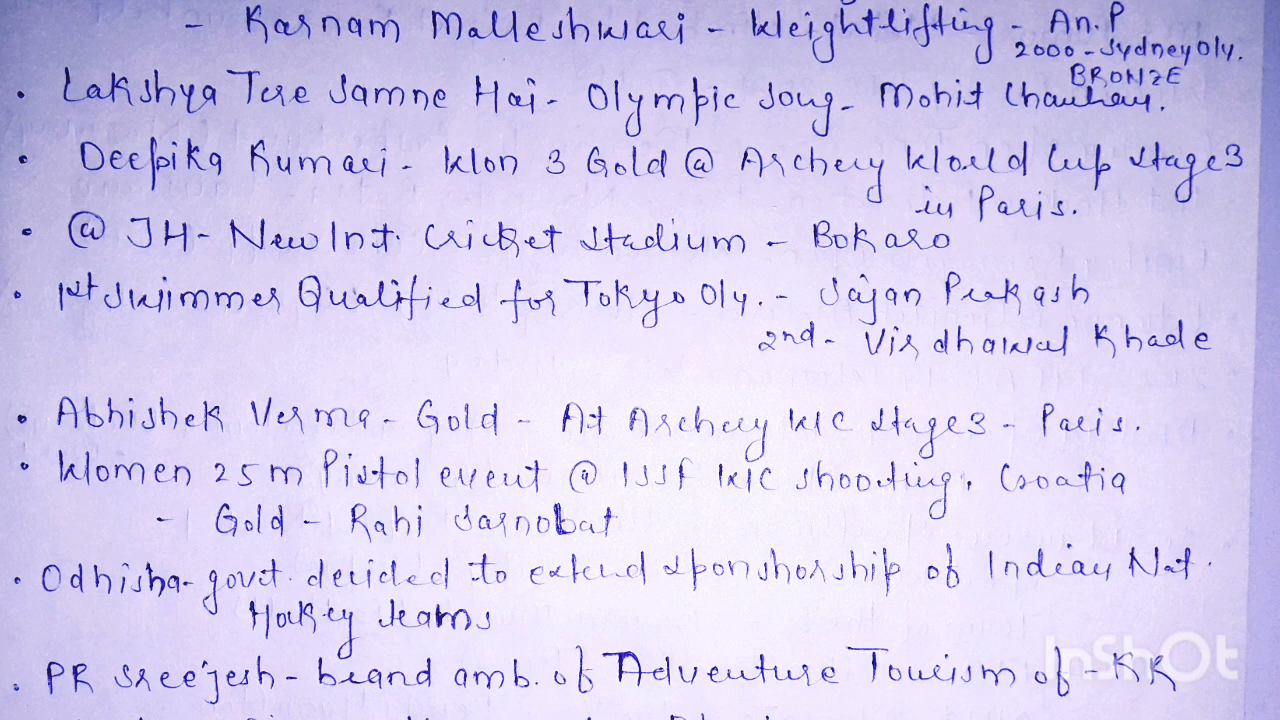 - Karnam Malleshwari - Weightlifting - An.P
2000 - Sydney Oly.
BRONZE
• Lakshya Tere Samne Hai - Olympic Song - Mohit Chauhan.
• Deepika Kumari - Won 3 Gold @ Archery World Cup Stage 3
in Paris.
• @ JH - New Int. Cricket Stadium - Bokaro
• 1st Swimmer Qualified for Tokyo Oly. - Sajan Prakash
2nd - Virdhawal Khade
• Abhishek Verma - Gold - At Archery W/C Stage 3 - Paris.
• Women 25m Pistol event @ ISSF W/C Shooting, Croatia
- Gold - Rahi Sarnobat
• Odhisha - govt. decided to extend sponshorship of Indian Nat.
Hockey teams
• PR Sreejesh - brand amb. of Adventure Tourism of - KR
InShOt